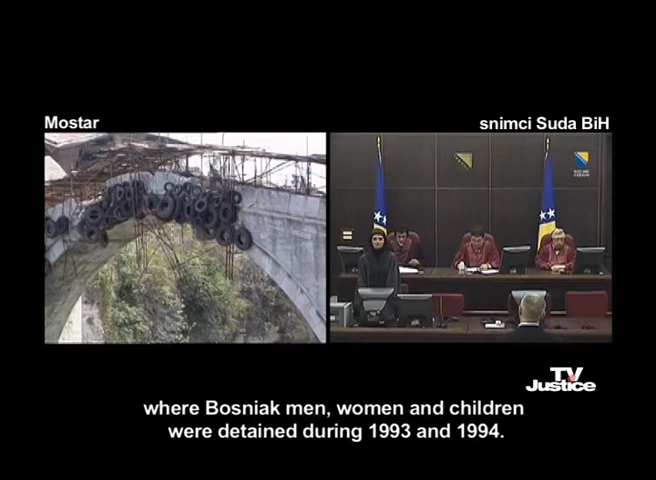 Mostar
snimci Suda BiH
TV
Justice
where Bosniak men, women and children
were detained during 1993 and 1994.